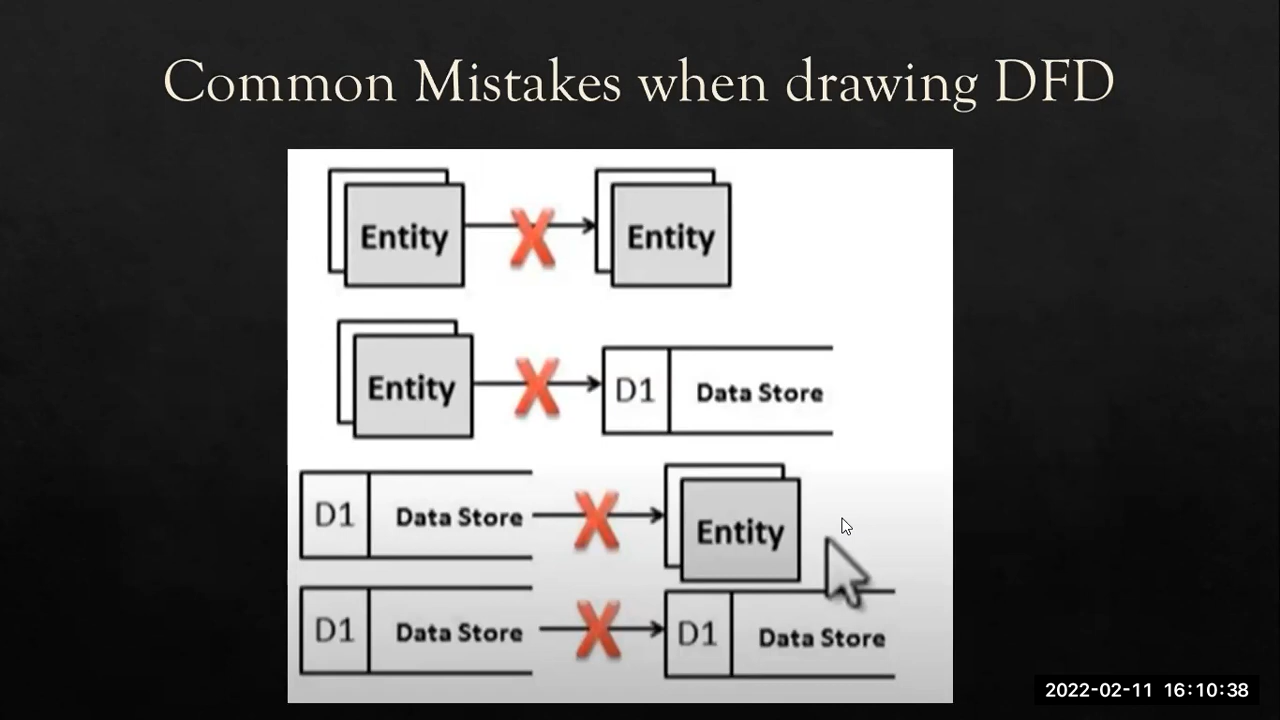 Common Mistakes when drawing DFD
Entity
Entity
Entity
D1
Data Store
D1
Data Store
Entity
D1
Data Store
D1
Data Store
2022-02-11 16:10:38